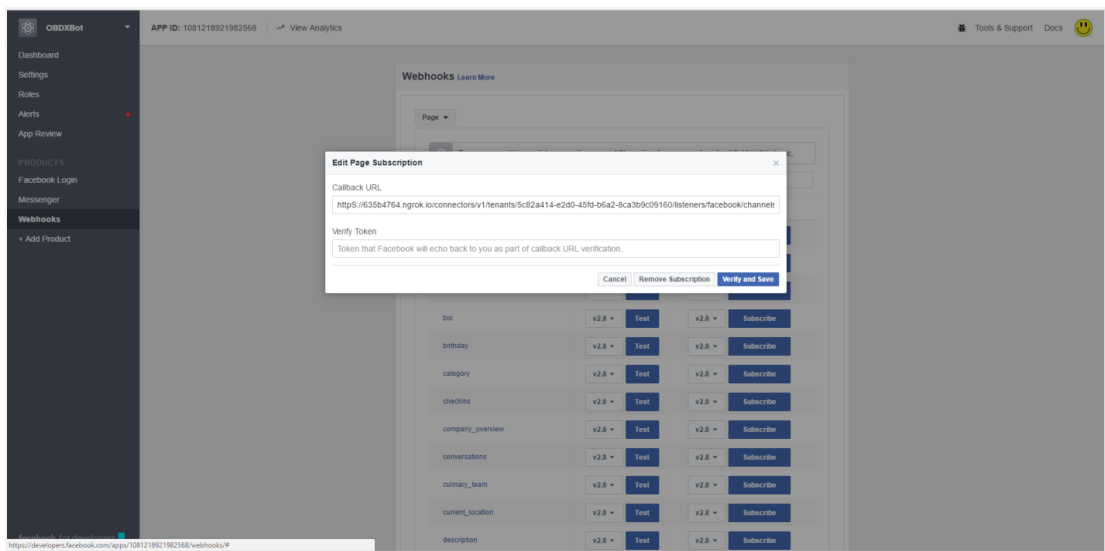 OBDXBot
APP ID: 1081218921982568
View Analytics
Tools & Support
Docs
Dashboard
Settings
Roles
Alerts
App Review
PRODUCTS
Facebook Login
Messenger
Webhooks
+ Add Product
Webhooks Learn More
Page
Edit Page Subscription
Callback URL
httpS://635b4764.ngrok.io/connectors/v1/tenants/5c82a414-e2d0-45fd-b6a2-8ca3b9c09160/listeners/facebook/channels
Verify Token
Token that Facebook will echo back to you as part of callback URL verification.
Cancel Remove Subscription Verify and Save
bio v2.8 Test v2.8 Subscribe
birthday v2.8 Test v2.8 Subscribe
category v2.8 Test v2.8 Subscribe
checkins v2.8 Test v2.8 Subscribe
company_overview v2.8 Test v2.8 Subscribe
conversations v2.8 Test v2.8 Subscribe
culinary_team v2.8 Test v2.8 Subscribe
current_location v2.8 Test v2.8 Subscribe
description v2.8 Test v2.8 Subscribe
facebook for developers
https://developers.facebook.com/apps/1081218921982568/webhooks/#